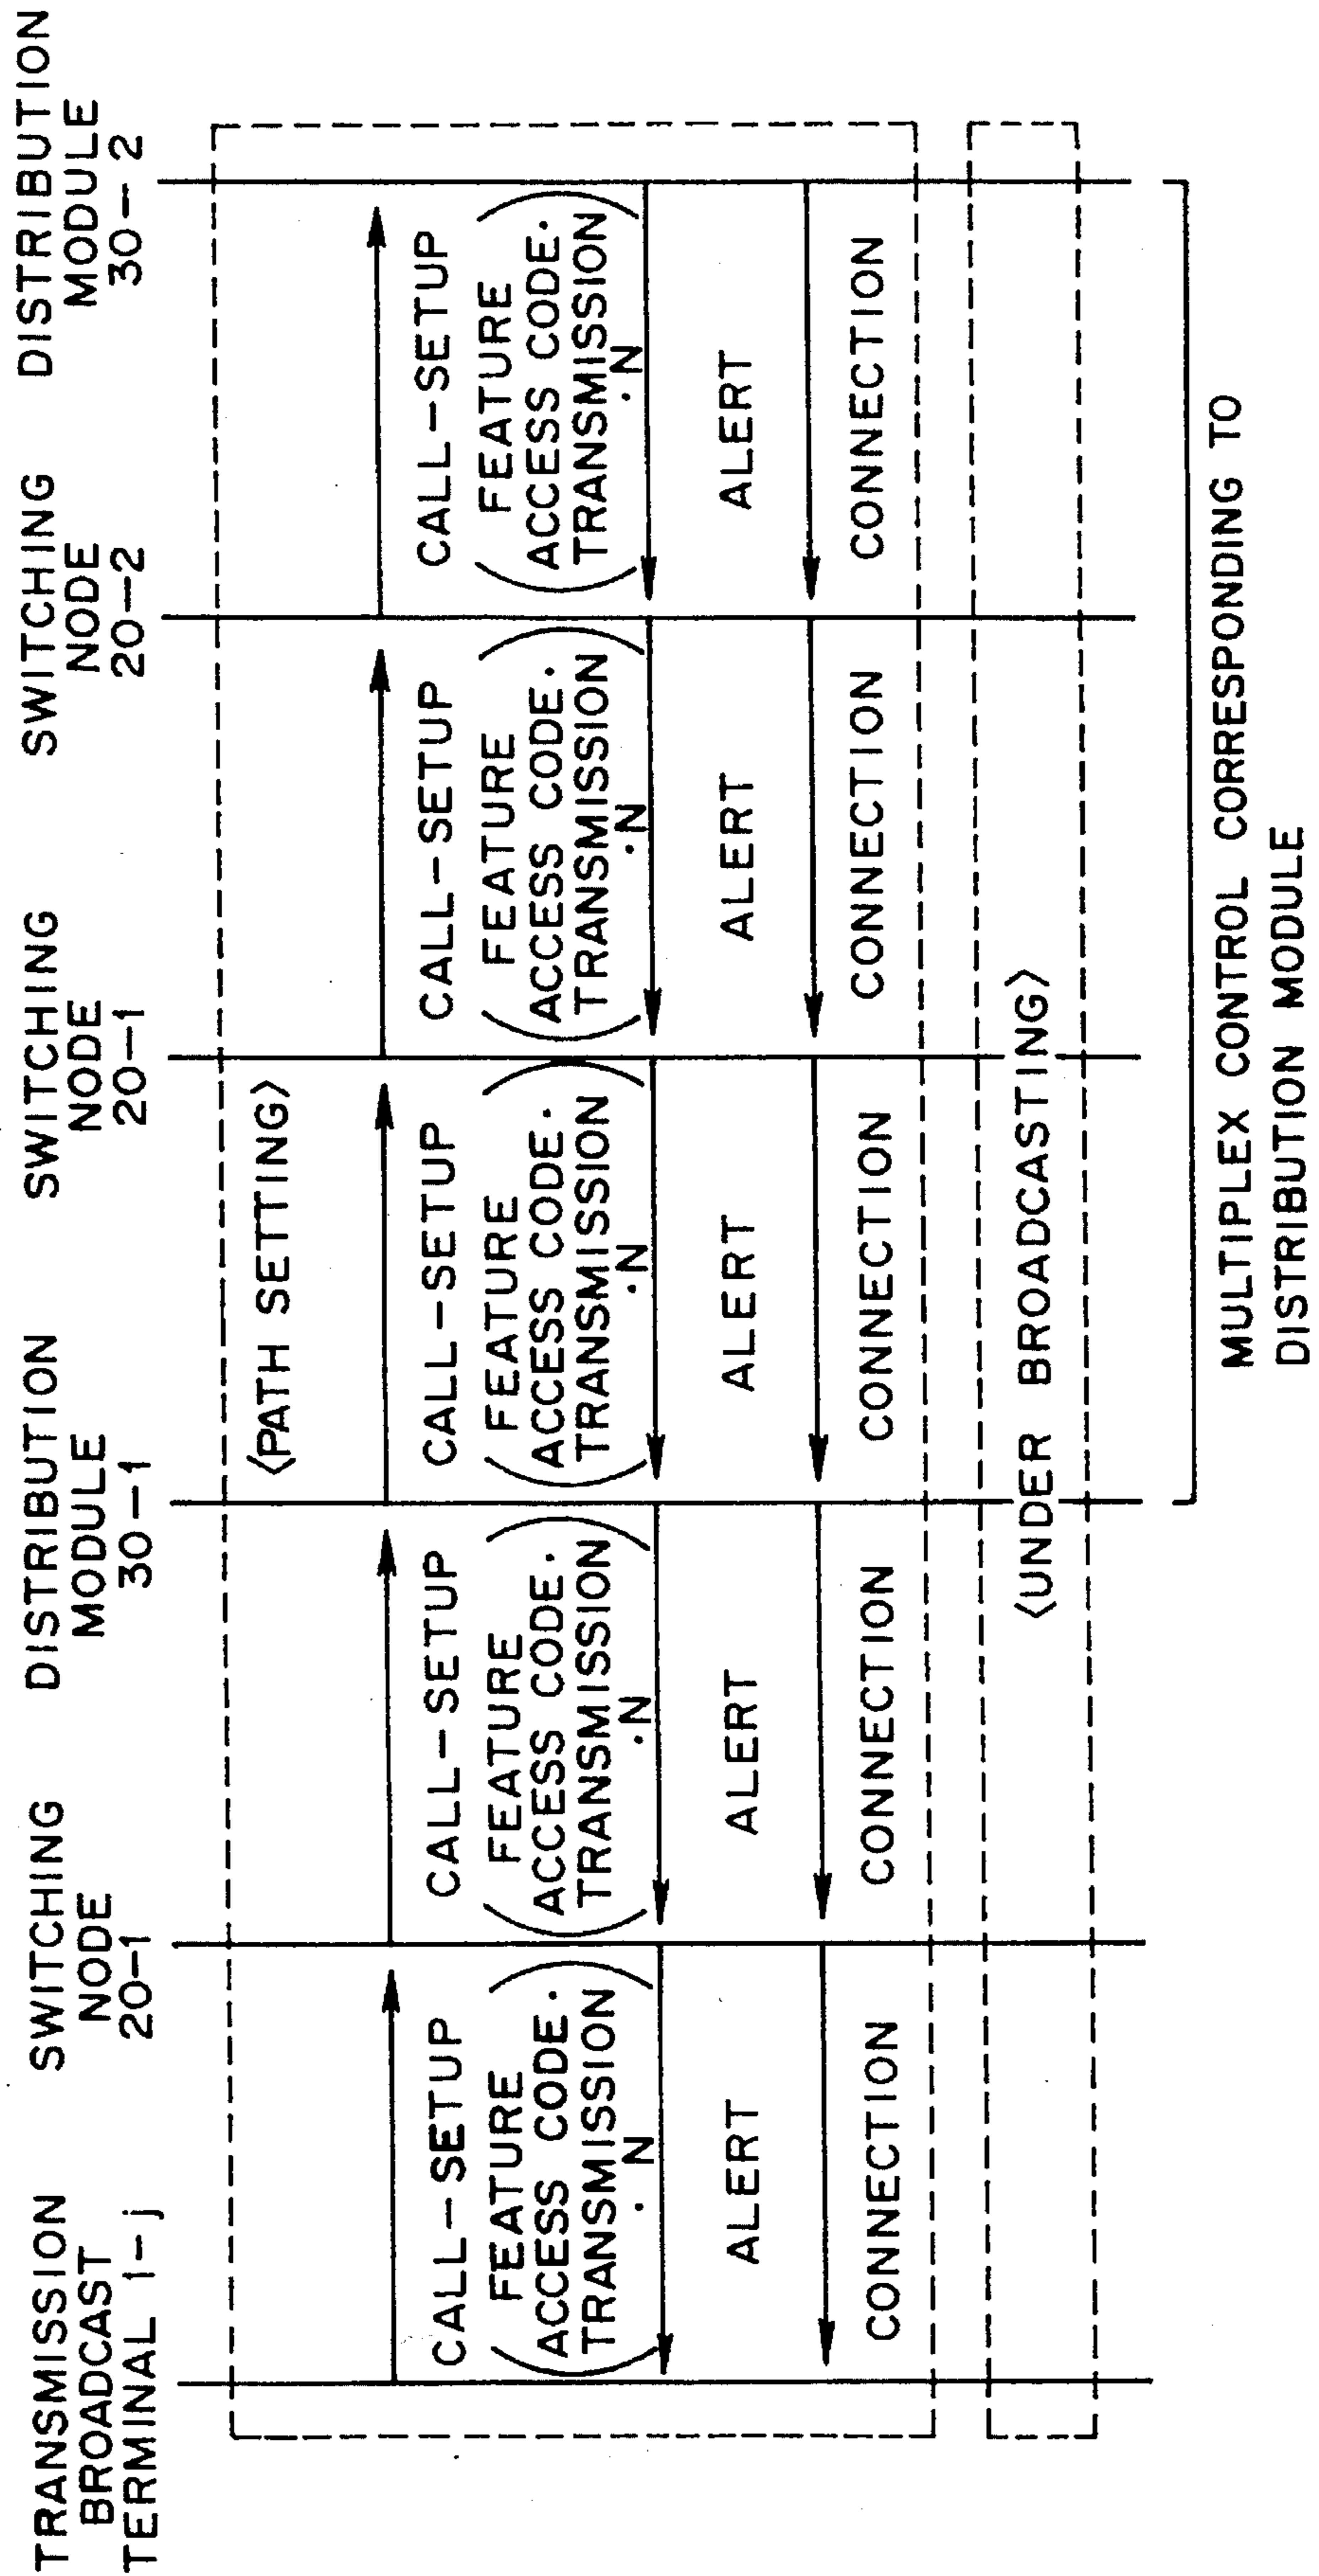 TRANSMISSION
BROADCAST
TERMINAL 1-j
SWITCHING
NODE
20-1
DISTRIBUTION
MODULE
30-1
SWITCHING
NODE
20-1
SWITCHING
NODE
20-2
DISTRIBUTION
MODULE
30-2
〈PATH SETTING〉
CALL-SETUP
(FEATURE
ACCESS CODE.
TRANSMISSION
.N)
CALL-SETUP
(FEATURE
ACCESS CODE.
TRANSMISSION
.N)
CALL-SETUP
(FEATURE
ACCESS CODE.
TRANSMISSION
.N)
CALL-SETUP
(FEATURE
ACCESS CODE.
TRANSMISSION
.N)
CALL-SETUP
(FEATURE
ACCESS CODE.
TRANSMISSION
.N)
ALERT
ALERT
ALERT
ALERT
ALERT
CONNECTION
CONNECTION
CONNECTION
CONNECTION
CONNECTION
〈UNDER BROADCASTING〉
MULTIPLEX CONTROL CORRESPONDING TO
DISTRIBUTION MODULE